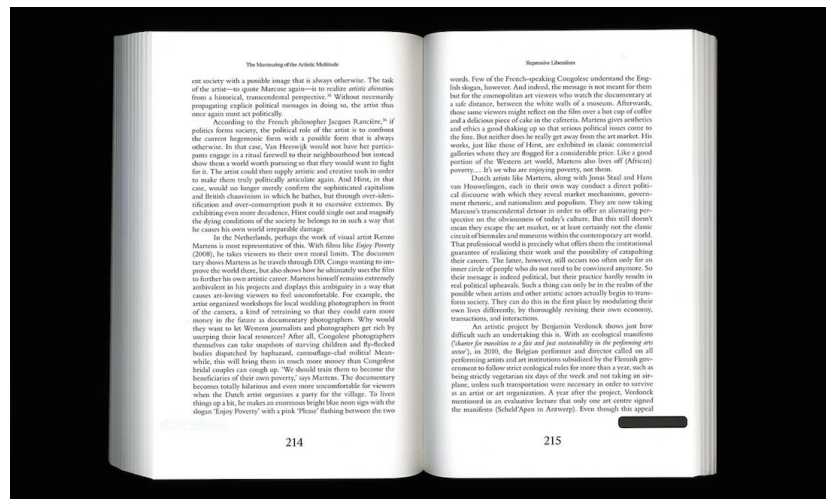 The Murmuring of the Artistic Multitude
ent society with a possible image that is always otherwise. The task
of the artist—to quote Marcuse again—is to realize artistic alienation
from a historical, transcendental perspective.³⁵ Without necessarily
propagating explicit political messages in doing so, the artist thus
once again must act politically.
According to the French philosopher Jacques Rancière,³⁶ if
politics forms society, the political role of the artist is to confront
the current hegemonic form with a possible form that is always
otherwise. In that case, Van Heeswijk would not have her partici-
pants engage in a ritual farewell to their neighbourhood but instead
show them a world worth pursuing so that they would want to fight
for it. The artist could then supply artistic and creative tools in order
to make them truly politically articulate again. And Hirst, in that
case, would no longer merely confirm the sophisticated capitalism
and British chauvinism in which he bathes, but through over-iden-
tification and over-consumption push it to excessive extremes. By
exhibiting even more decadence, Hirst could single out and magnify
the dying conditions of the society he belongs to in such a way that
he causes his own world irreparable damage.
In the Netherlands, perhaps the work of visual artist Renzo
Martens is most representative of this. With films like Enjoy Poverty
(2008), he takes viewers to their own moral limits. The documen
tary shows Martens as he travels through DR Congo wanting to im-
prove the world there, but also shows how he ultimately uses the film
to further his own artistic career. Martens himself remains extremely
ambivalent in his projects and displays this ambiguity in a way that
causes art-loving viewers to feel uncomfortable. For example, the
artist organized workshops for local wedding photographers in front
of the camera, a kind of retraining so that they could earn more
money in the future as documentary photographers. Why would
they want to let Western journalists and photographers get rich by
usurping their local resources? After all, Congolese photographers
themselves can take snapshots of starving children and fly-flecked
bodies dispatched by haphazard, camouflage-clad militia! Mean-
while, this will bring them in much more money than Congolese
bridal couples can cough up. 'We should train them to become the
beneficiaries of their own poverty,' says Martens. The documentary
becomes totally hilarious and even more uncomfortable for viewers
when the Dutch artist organizes a party for the village. To liven
things up a bit, he makes an enormous bright blue neon sign with the
slogan 'Enjoy Poverty' with a pink 'Please' flashing between the two
214
Repressive Liberalism
words. Few of the French-speaking Congolese understand the Eng-
lish slogan, however. And indeed, the message is not meant for them
but for the cosmopolitan art viewers who watch the documentary at
a safe distance, between the white walls of a museum. Afterwards,
those same viewers might reflect on the film over a hot cup of coffee
and a delicious piece of cake in the cafeteria. Martens gives aesthetics
and ethics a good shaking up so that serious political issues come to
the fore. But neither does he really get away from the art market. His
works, just like those of Hirst, are exhibited in classic commercial
galleries where they are flogged for a considerable price. Like a good
portion of the Western art world, Martens also lives off (African)
poverty.... It's we who are enjoying poverty, not them.
Dutch artists like Martens, along with Jonas Staal and Hans
van Houwelingen, each in their own way conduct a direct politi-
cal discourse with which they reveal market mechanisms, govern-
ment rhetoric, and nationalism and populism. They are now taking
Marcuse's transcendental detour in order to offer an alienating per-
spective on the obviousness of today's culture. But this still doesn't
mean they escape the art market, or at least certainly not the classic
circuit of biennales and museums within the contemporary art world.
That professional world is precisely what offers them the institutional
guarantee of realizing their work and the possibility of catapulting
their careers. The latter, however, still occurs too often only for an
inner circle of people who do not need to be convinced anymore. So
their message is indeed political, but their practice hardly results in
real political upheavals. Such a thing can only be in the realm of the
possible when artists and other artistic actors actually begin to trans-
form society. They can do this in the first place by modulating their
own lives differently, by thoroughly revising their own economy,
transactions, and interactions.
An artistic project by Benjamin Verdonck shows just how
difficult such an undertaking this is. With an ecological manifesto
('charter for transition to a fair and just sustainability in the performing arts
sector'), in 2010, the Belgian performer and director called on all
performing artists and art institutions subsidized by the Flemish gov-
ernment to follow strict ecological rules for more than a year, such as
being strictly vegetarian six days of the week and not taking an air-
plane, unless such transportation were necessary in order to survive
as an artist or art organization. A year after the project, Verdonck
mentioned in an evaluative lecture that only one art centre signed
the manifesto (Scheld'Apen in Antwerp). Even though this appeal
215